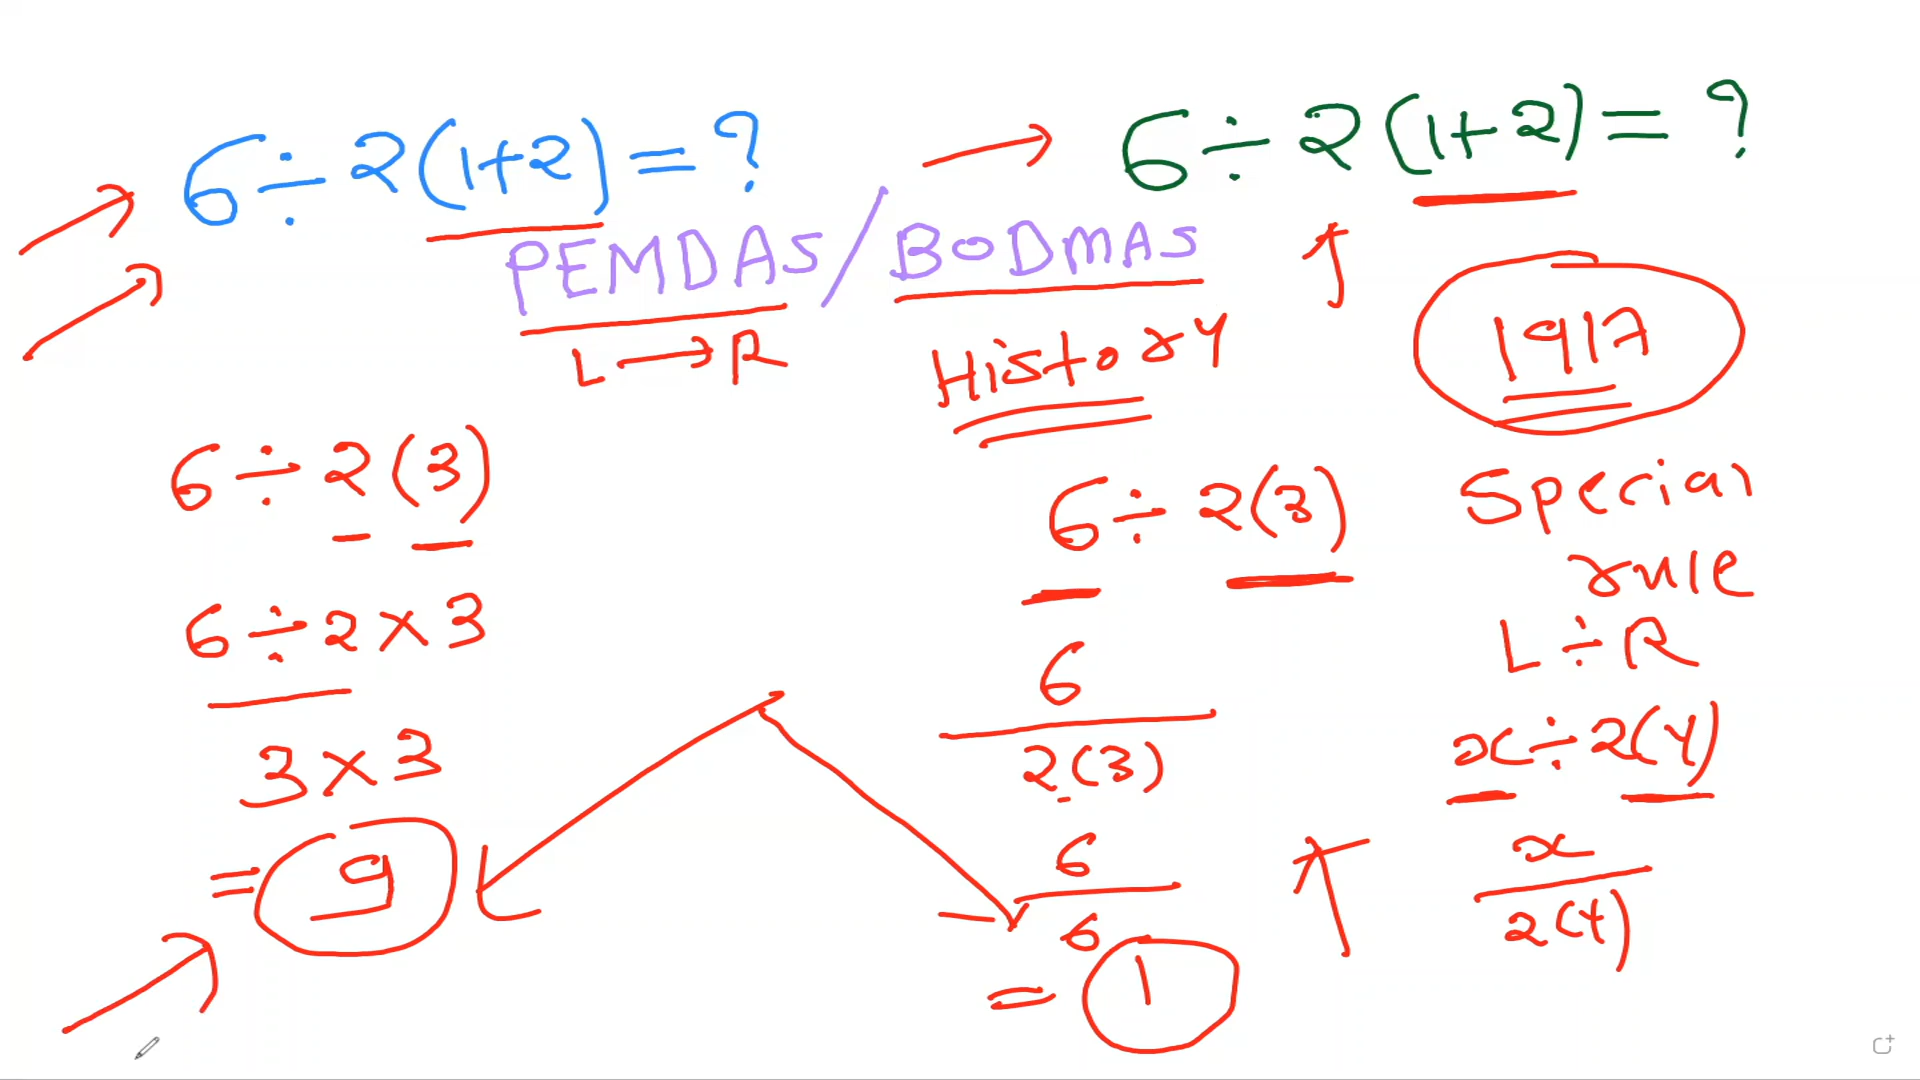 6÷2(1+2)=?
PEMDAS/BODMAS
L→R
6÷2(3)
6÷2×3
3×3
=9
→ 6÷2(1+2)=?
History
1917
6÷2(3)
6
2(3)
6
6
=1
Special
rule
L÷R
x÷2(y)
x
2(y)